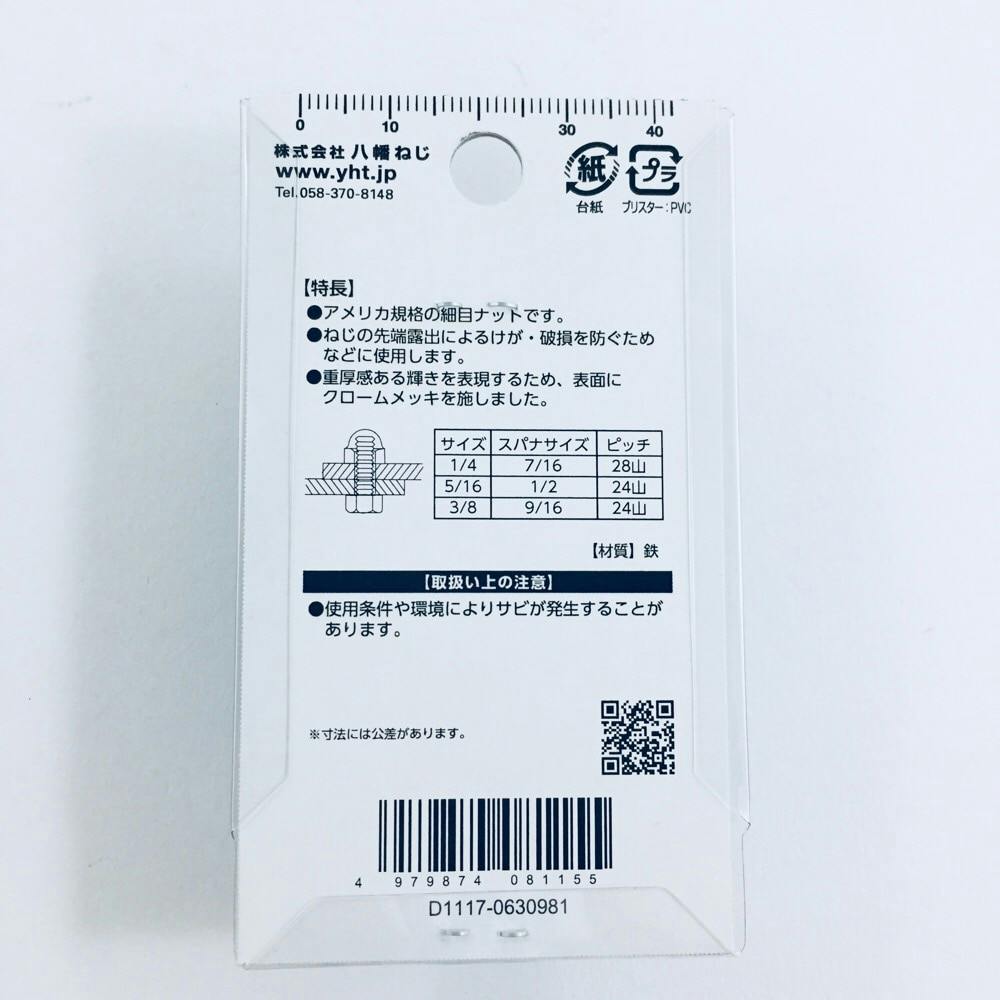 0 10 30 40
株式会社 八幡ねじ
www.yht.jp
Tel.058-370-8148
紙 プラ
台紙 ブリスター:PVC
【特長】
●アメリカ規格の細目ナットです。
●ねじの先端露出によるけが・破損を防ぐため
などに使用します。
●重厚感ある輝きを表現するため、表面に
クロームメッキを施しました。
サイズ スパナサイズ ピッチ
1/4 7/16 28山
5/16 1/2 24山
3/8 9/16 24山
【材質】鉄
【取扱い上の注意】
●使用条件や環境によりサビが発生することが
あります。
※寸法には公差があります。
4 979874 081155
D1117-0630981